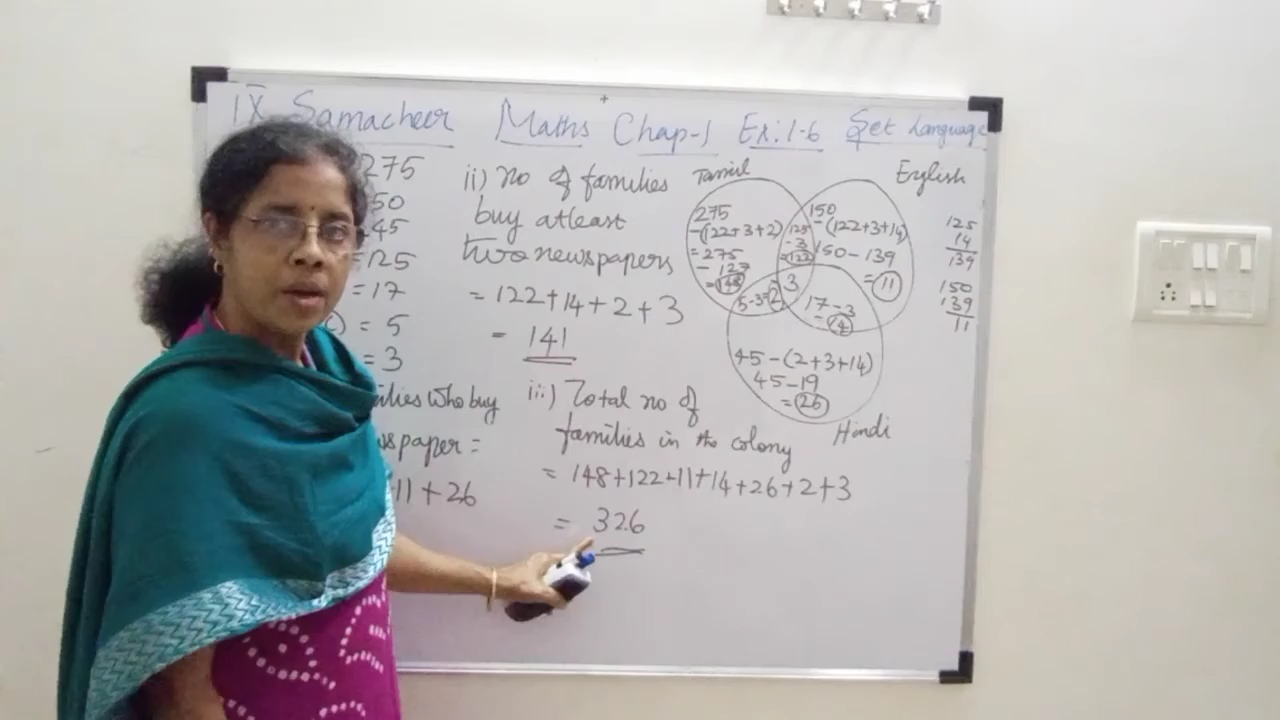 IX Samacheer Maths Chap-1 Ex: 1.6 Set Language
275
50
45
=125
= 17
= 5
= 3
lies who buy
wspaper =
11 + 26
ii) No of families
buy atleast
two newspapers
= 122+14+2+3
= 141
iii) Total no of
families in the colony
= 148+122+11+14+26+2+3
= 326
Tamil
275
-(122+3+2)
= 275
- 127
= 148
125
- 3
= 122
English
150
-(122+3+14)
150 - 139
= 11
3
5-3=2
17-3
45-(2+3+14)
45-19
= 26
Hindi
125
14
139
150
139
11